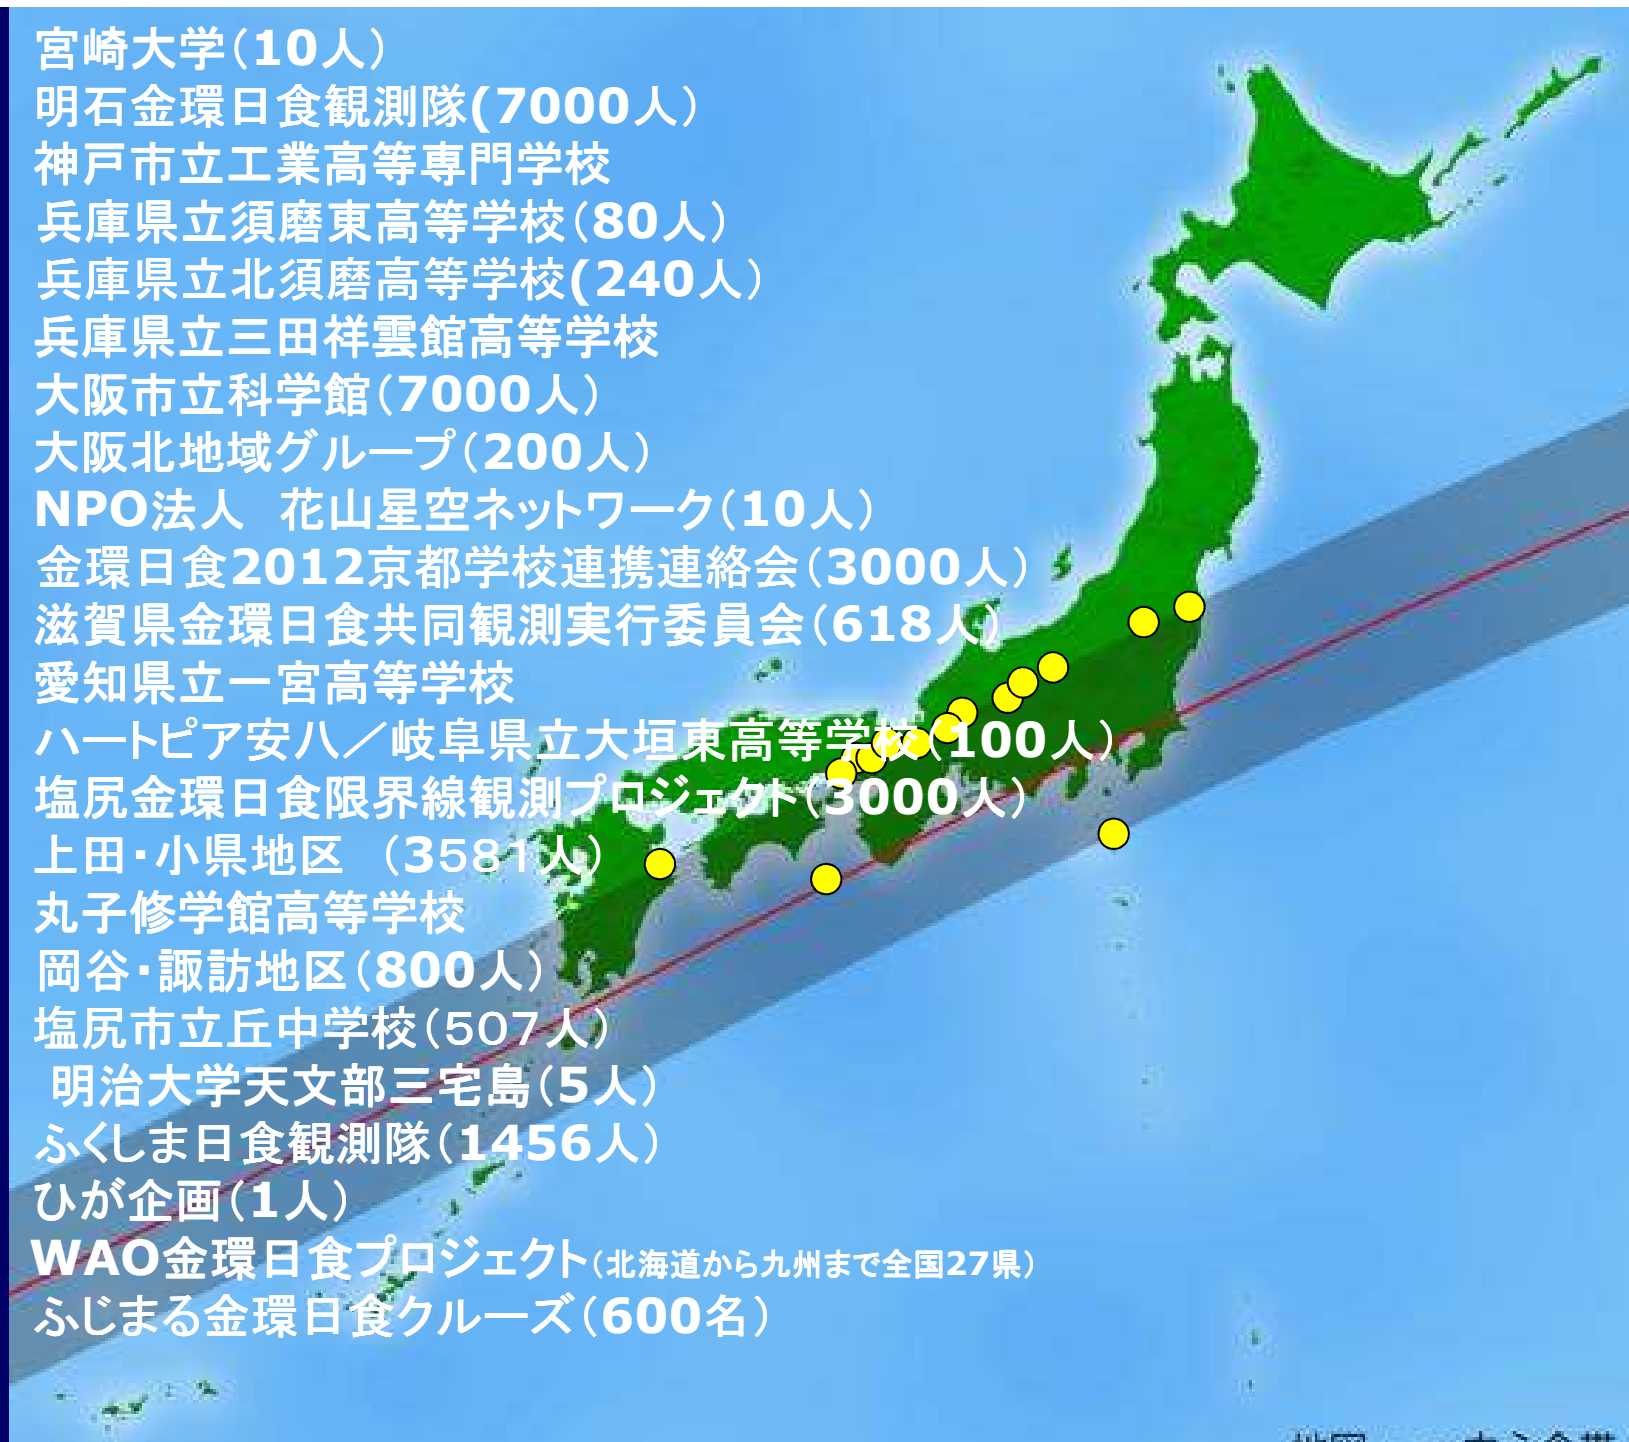 宮崎大学（10人）
明石金環日食観測隊(7000人）
神戸市立工業高等専門学校
兵庫県立須磨東高等学校（80人）
兵庫県立北須磨高等学校(240人）
兵庫県立三田祥雲館高等学校
大阪市立科学館（7000人）
大阪北地域グループ（200人）
NPO法人　花山星空ネットワーク（10人）
金環日食2012京都学校連携連絡会（3000人）
滋賀県金環日食共同観測実行委員会（618人）
愛知県立一宮高等学校
ハートピア安八／岐阜県立大垣東高等学校（100人）
塩尻金環日食限界線観測プロジェクト（3000人）
上田・小県地区　（3581人）
丸子修学館高等学校
岡谷・諏訪地区（800人）
塩尻市立丘中学校（507人）
明治大学天文部三宅島（5人）
ふくしま日食観測隊（1456人）
ひが企画（1人）
WAO金環日食プロジェクト（北海道から九州まで全国27県）
ふじまる金環日食クルーズ（600名）